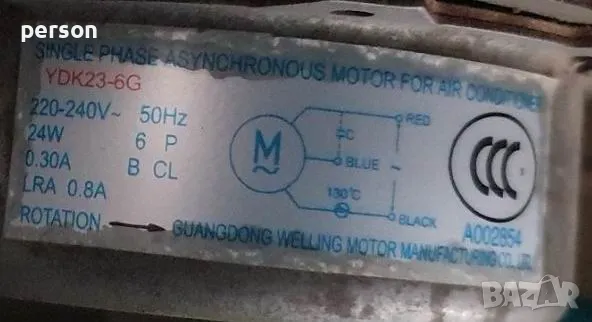 person
SINGLE PHASE ASYNCHRONOUS MOTOR FOR AIR CONDITIONER
YDK23-6G
220-240V~ 50Hz
24W 6 P
0.30A B CL
LRA 0.8A
ROTATION
M
~
RED
C
BLUE
~
130℃
BLACK
CCC
A002854
GUANGDONG WELLING MOTOR MANUFACTURING CO., LTD.
BAZAR